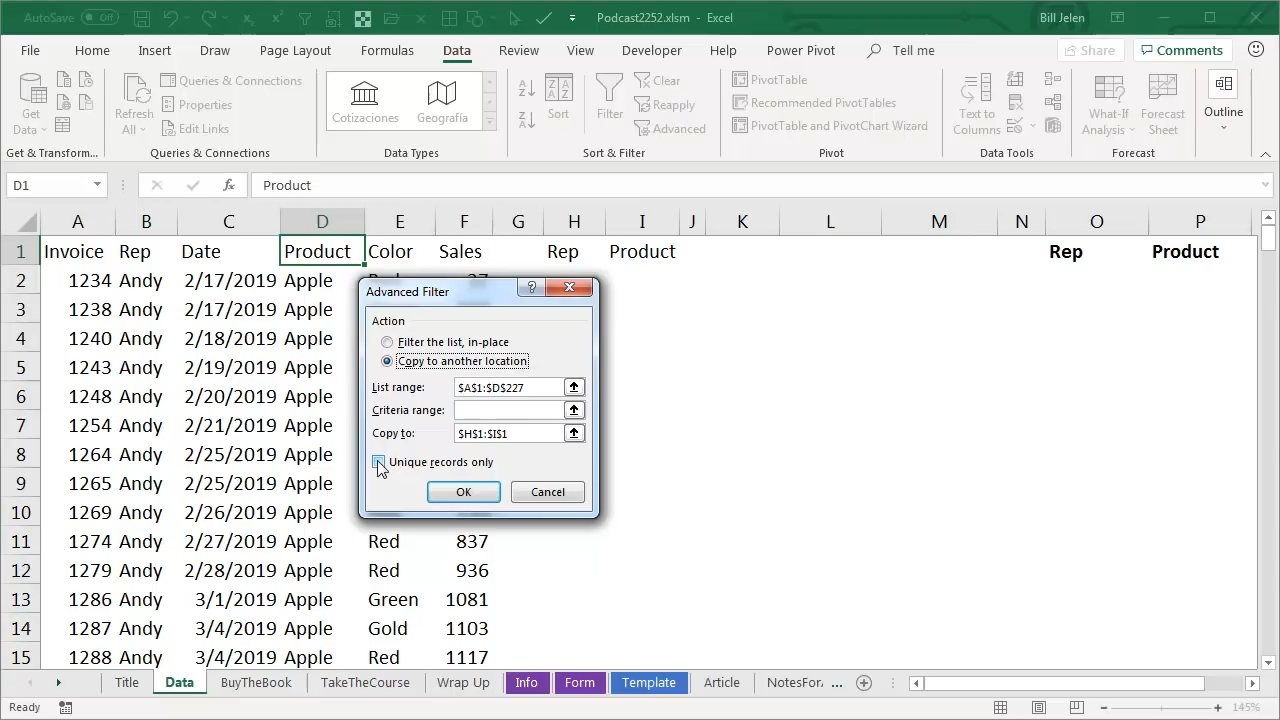 AutoSave Off Podcast2252.xlsm - Excel Bill Jelen
File Home Insert Draw Page Layout Formulas Data Review View Developer Help Power Pivot Tell me Share Comments
Get Data Refresh All Queries & Connections Properties Edit Links Cotizaciones Geografía Sort Filter Clear Reapply Advanced PivotTable Recommended PivotTables PivotTable and PivotChart Wizard Text to Columns What-If Analysis Forecast Sheet Outline
Get & Transform... Queries & Connections Data Types Sort & Filter Pivot Data Tools Forecast
D1 fx Product
A B C D E F G H I J K L M N O P
1 Invoice Rep Date Product Color Sales Rep Product Rep Product
2 1234 Andy 2/17/2019 Apple
3 1238 Andy 2/17/2019 Apple
4 1240 Andy 2/18/2019 Apple
5 1243 Andy 2/19/2019 Apple
6 1248 Andy 2/20/2019 Apple
7 1254 Andy 2/21/2019 Apple
8 1264 Andy 2/25/2019 Apple
9 1265 Andy 2/25/2019 Apple
10 1269 Andy 2/26/2019 Apple
11 1274 Andy 2/27/2019 Apple Red 837
12 1279 Andy 2/28/2019 Apple Red 936
13 1286 Andy 3/1/2019 Apple Green 1081
14 1287 Andy 3/4/2019 Apple Gold 1103
15 1288 Andy 3/4/2019 Apple Red 1117
Advanced Filter
Action
Filter the list, in-place
Copy to another location
List range: $A$1:$D$227
Criteria range:
Copy to: $H$1:$I$1
Unique records only
OK Cancel
Title Data BuyTheBook TakeTheCourse Wrap Up Info Form Template Article NotesFor ...
Ready 145%